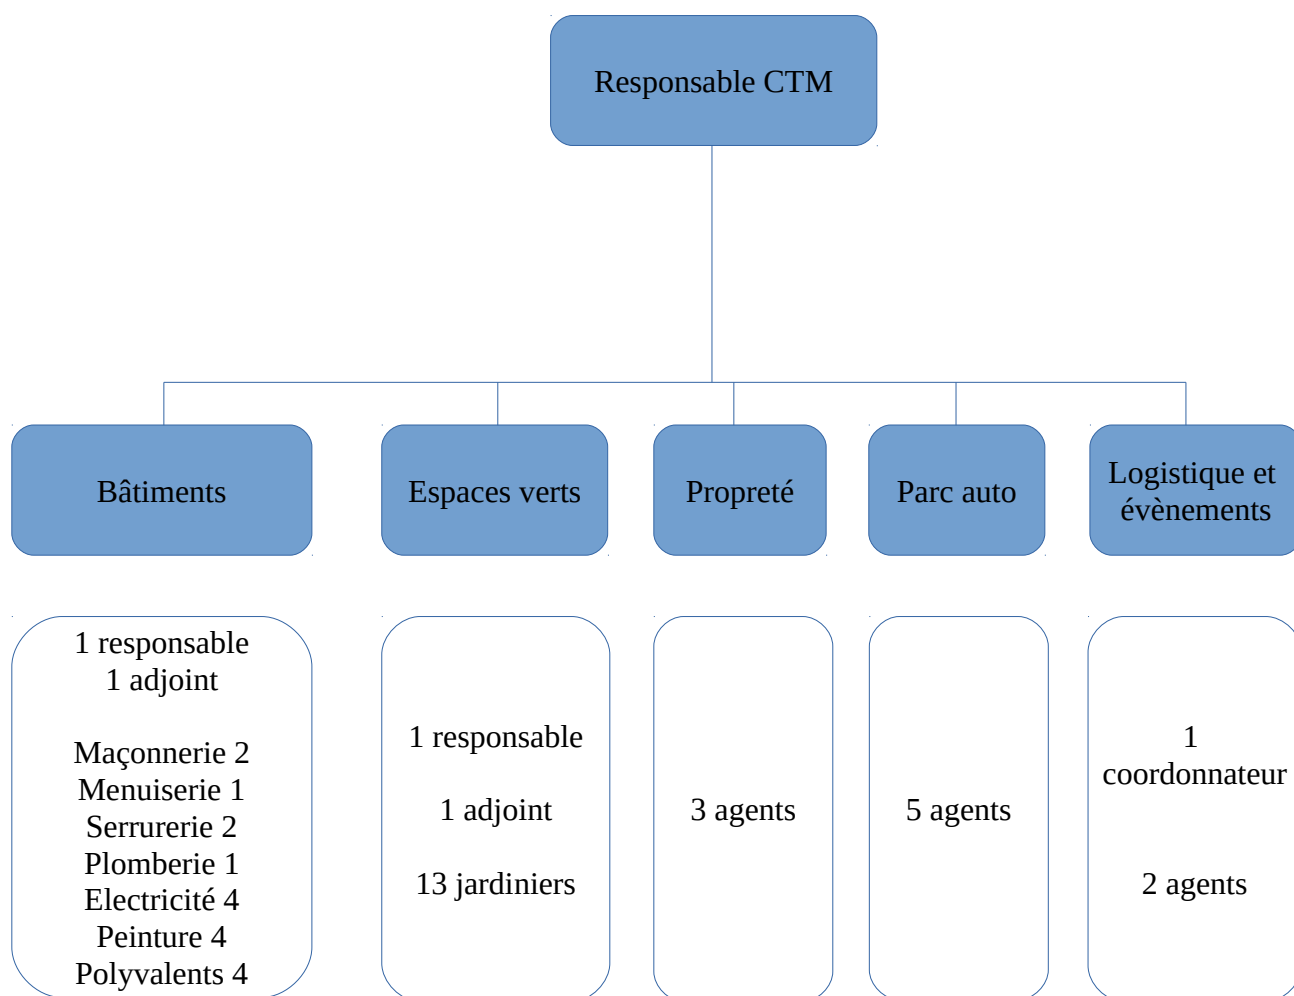 Responsable CTM
Bâtiments
Espaces verts
Propreté
Parc auto
Logistique et
évènements
1 responsable
1 adjoint
Maçonnerie 2
Menuiserie 1
Serrurerie 2
Plomberie 1
Electricité 4
Peinture 4
Polyvalents 4
1 responsable
1 adjoint
13 jardiniers
3 agents
5 agents
1
coordonnateur
2 agents